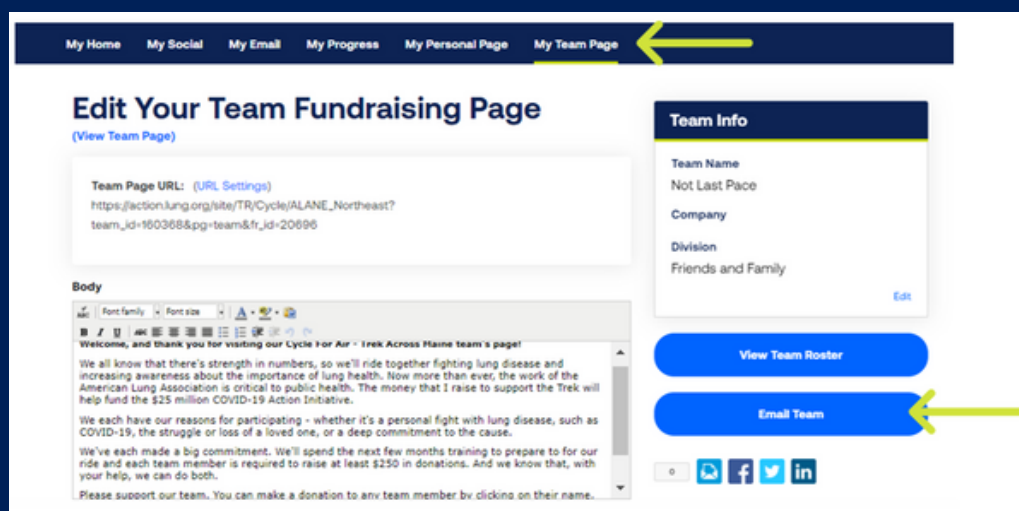 My Home My Social My Email My Progress My Personal Page My Team Page
Edit Your Team Fundraising Page
(View Team Page)
Team Page URL: (URL Settings)
https://action.lung.org/site/TR/Cycle/ALANE_Northeast?
team_id=160368&pg=team&fr_id=20696
Body
Font family Font size A
B I U ABC
Welcome, and thank you for visiting our Cycle For Air - Trek Across Maine team's page!
We all know that there's strength in numbers, so we'll ride together fighting lung disease and
increasing awareness about the importance of lung health. Now more than ever, the work of the
American Lung Association is critical to public health. The money that I raise to support the Trek will
help fund the $25 million COVID-19 Action Initiative.
We each have our reasons for participating - whether it's a personal fight with lung disease, such as
COVID-19, the struggle or loss of a loved one, or a deep commitment to the cause.
We've each made a big commitment. We'll spend the next few months training to prepare to for our
ride and each team member is required to raise at least $250 in donations. And we know that, with
your help, we can do both.
Please support our team. You can make a donation to any team member by clicking on their name.
Team Info
Team Name
Not Last Pace
Company
Division
Friends and Family
Edit
View Team Roster
Email Team
0 f in